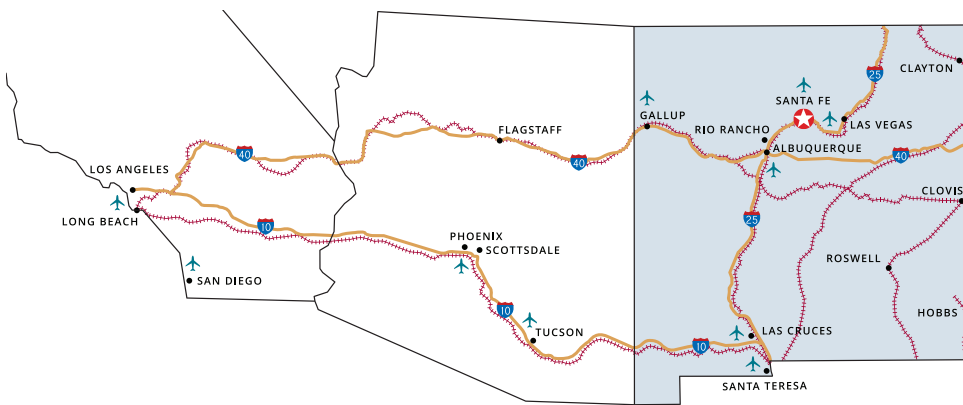 25
CLAYTON
SANTA FE
GALLUP
LAS VEGAS
FLAGSTAFF
RIO RANCHO
ALBUQUERQUE
40
40
40
LOS ANGELES
CLOVIS
LONG BEACH
25
10
PHOENIX
SCOTTSDALE
ROSWELL
SAN DIEGO
10
HOBBS
TUCSON
LAS CRUCES
10
SANTA TERESA